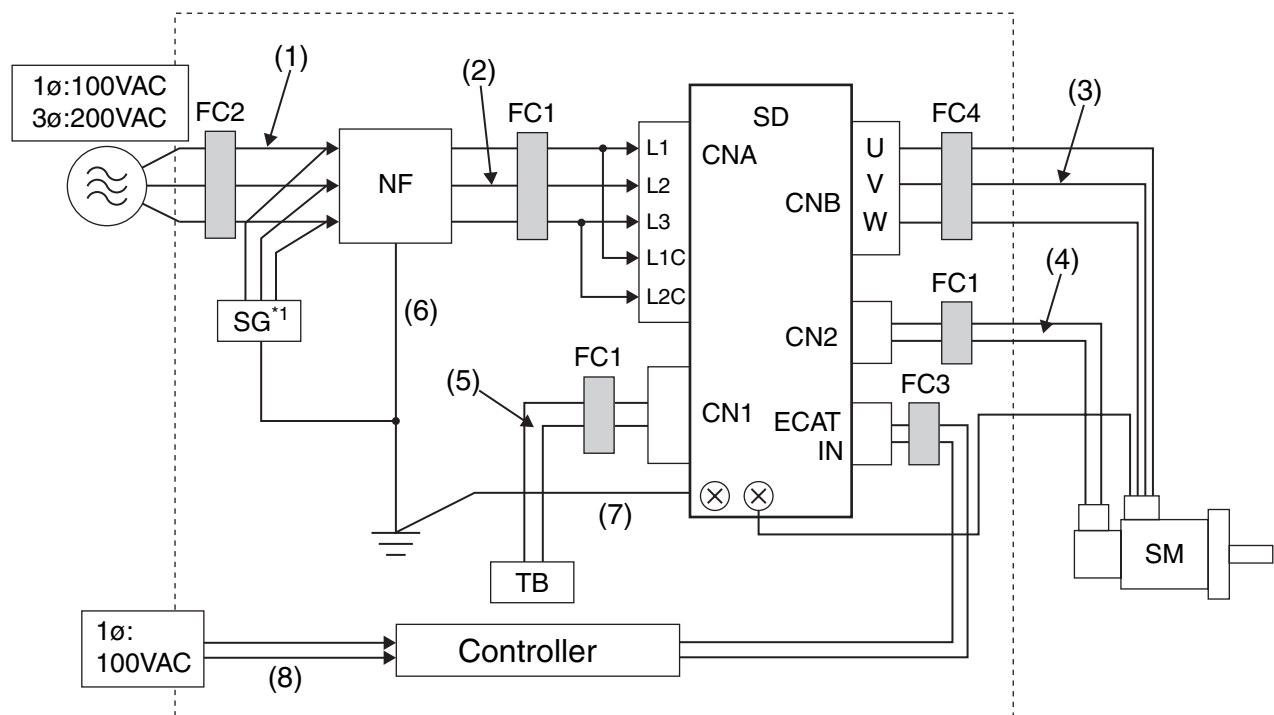 (1)
(2)
1ø:100VAC
3ø:200VAC
FC2
FC1
SD
FC4
(3)
NF
L1
CNA
U
L2
V
CNB
L3
W
L1C
L2C
(4)
FC1
SG*1
(6)
CN2
FC1
FC3
(5)
CN1
ECAT
IN
(7)
SM
TB
1ø:
100VAC
Controller
(8)